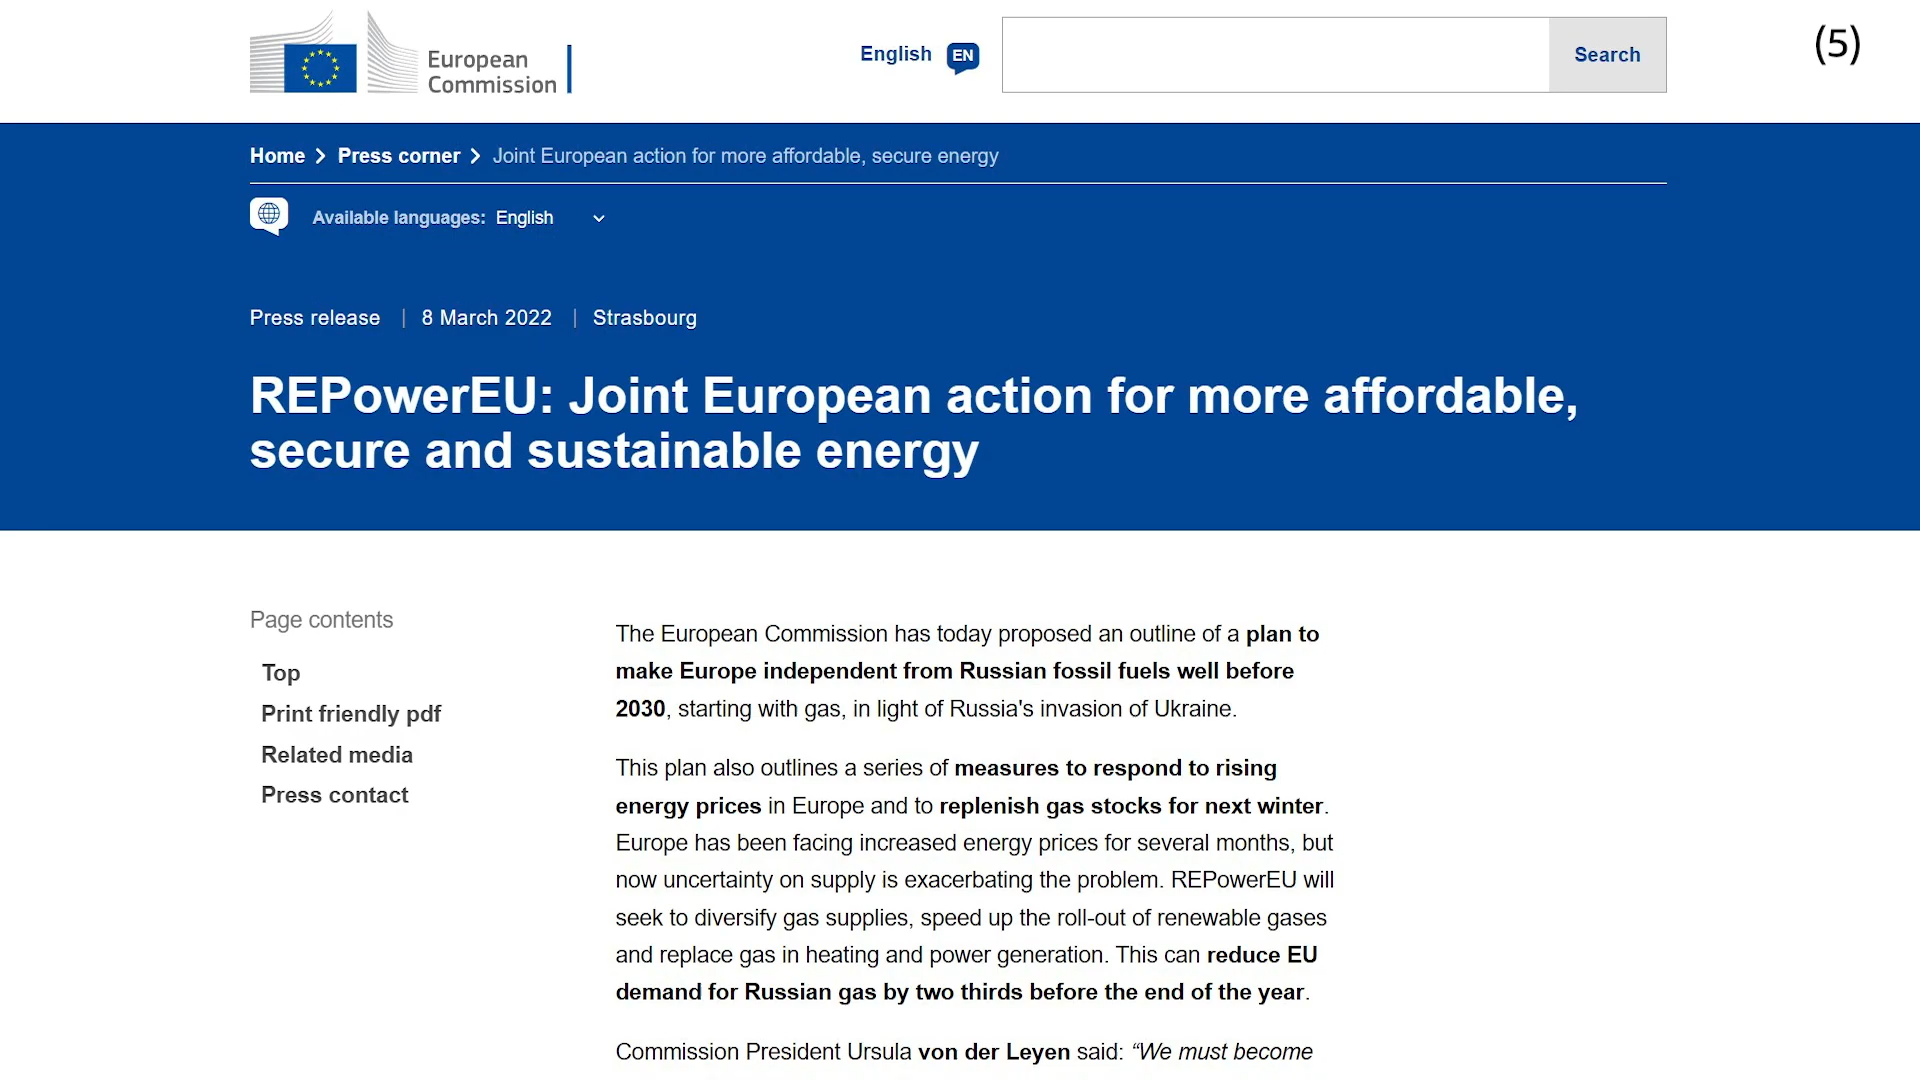 European
Commission
English EN
Search
(5)
Home > Press corner > Joint European action for more affordable, secure energy
Available languages: English
Press release | 8 March 2022 | Strasbourg
REPowerEU: Joint European action for more affordable,
secure and sustainable energy
Page contents
Top
Print friendly pdf
Related media
Press contact
The European Commission has today proposed an outline of a plan to
make Europe independent from Russian fossil fuels well before
2030, starting with gas, in light of Russia's invasion of Ukraine.
This plan also outlines a series of measures to respond to rising
energy prices in Europe and to replenish gas stocks for next winter.
Europe has been facing increased energy prices for several months, but
now uncertainty on supply is exacerbating the problem. REPowerEU will
seek to diversify gas supplies, speed up the roll-out of renewable gases
and replace gas in heating and power generation. This can reduce EU
demand for Russian gas by two thirds before the end of the year.
Commission President Ursula von der Leyen said: “We must become